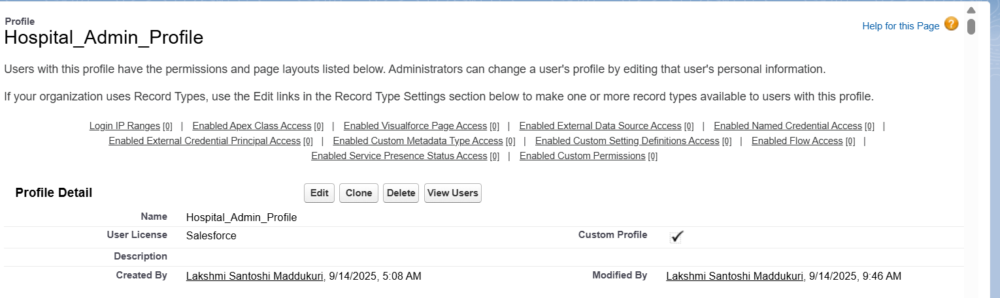 Profile
Hospital_Admin_Profile
Help for this Page ?
Users with this profile have the permissions and page layouts listed below. Administrators can change a user's profile by editing that user's personal information.
If your organization uses Record Types, use the Edit links in the Record Type Settings section below to make one or more record types available to users with this profile.
Login IP Ranges [0] | Enabled Apex Class Access [0] | Enabled Visualforce Page Access [0] | Enabled External Data Source Access [0] | Enabled Named Credential Access [0] |
Enabled External Credential Principal Access [0] | Enabled Custom Metadata Type Access [0] | Enabled Custom Setting Definitions Access [0] | Enabled Flow Access [0] |
Enabled Service Presence Status Access [0] | Enabled Custom Permissions [0]
Profile Detail Edit Clone Delete View Users
Name Hospital_Admin_Profile
User License Salesforce Custom Profile
Description
Created By Lakshmi Santoshi Maddukuri, 9/14/2025, 5:08 AM Modified By Lakshmi Santoshi Maddukuri, 9/14/2025, 9:46 AM